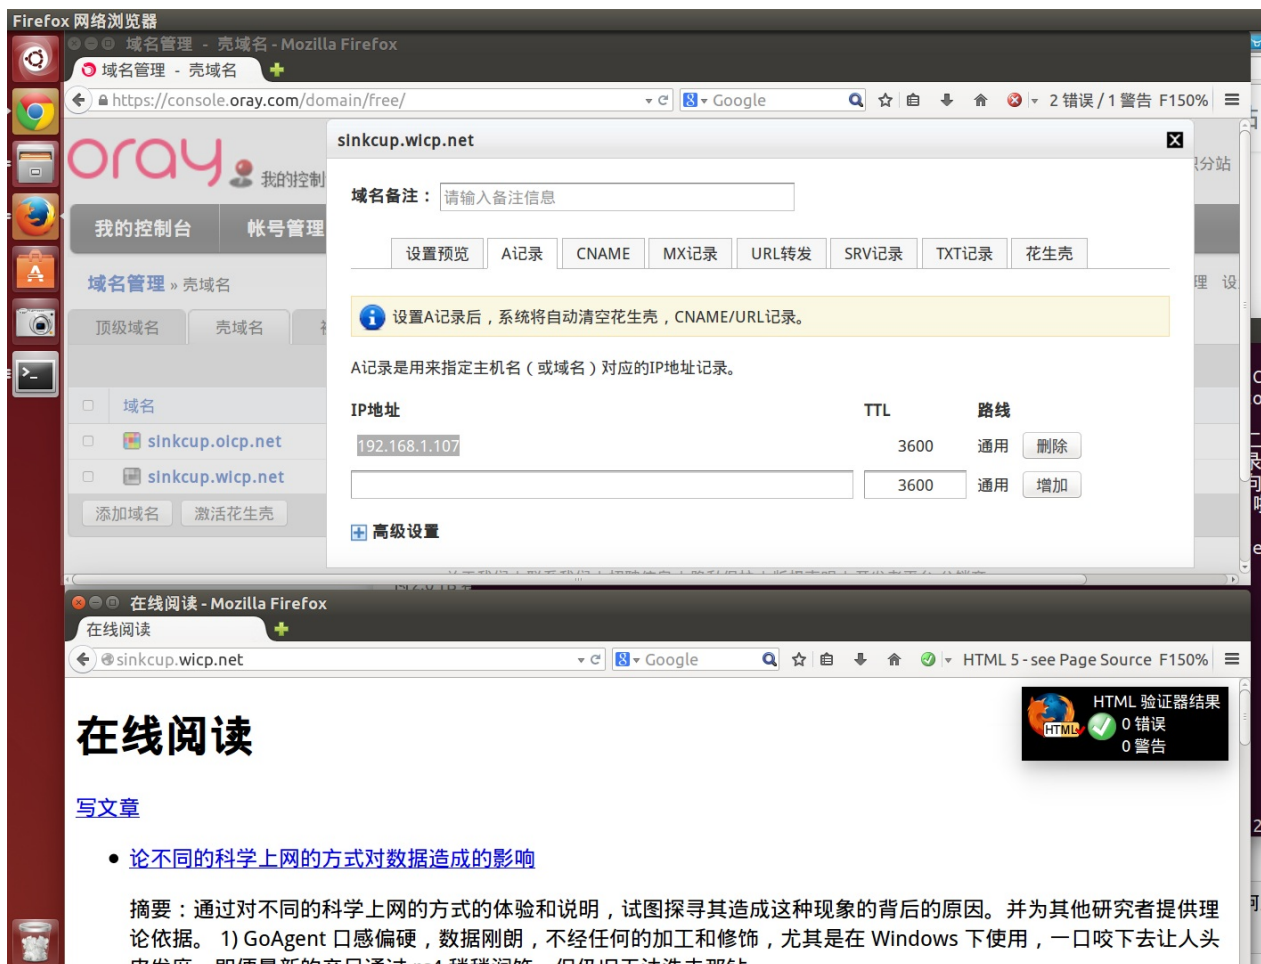 Firefox 网络浏览器
域名管理 - 壳域名 - Mozilla Firefox
域名管理 - 壳域名
https://console.oray.com/domain/free/
Google
2 错误 / 1 警告 F150%
oray
我的控制
积分站
sinkcup.wicp.net
域名备注：
请输入备注信息
我的控制台
帐号管理
设置预览
A记录
CNAME
MX记录
URL转发
SRV记录
TXT记录
花生壳
域名管理 » 壳域名
理 设
设置A记录后，系统将自动清空花生壳，CNAME/URL记录。
顶级域名
壳域名
A记录是用来指定主机名（或域名）对应的IP地址记录。
域名
IP地址
TTL
路线
sinkcup.oicp.net
192.168.1.107
3600
通用
删除
sinkcup.wicp.net
3600
通用
增加
添加域名
激活花生壳
高级设置
在线阅读 - Mozilla Firefox
在线阅读
sinkcup.wicp.net
Google
HTML 5 - see Page Source F150%
HTML 验证器结果
HTML
0 错误
0 警告
在线阅读
写文章
论不同的科学上网的方式对数据造成的影响
摘要：通过对不同的科学上网的方式的体验和说明，试图探寻其造成这种现象的背后的原因。并为其他研究者提供理
论依据。 1) GoAgent 口感偏硬，数据刚朗，不经任何的加工和修饰，尤其是在 Windows 下使用，一口咬下去让人头